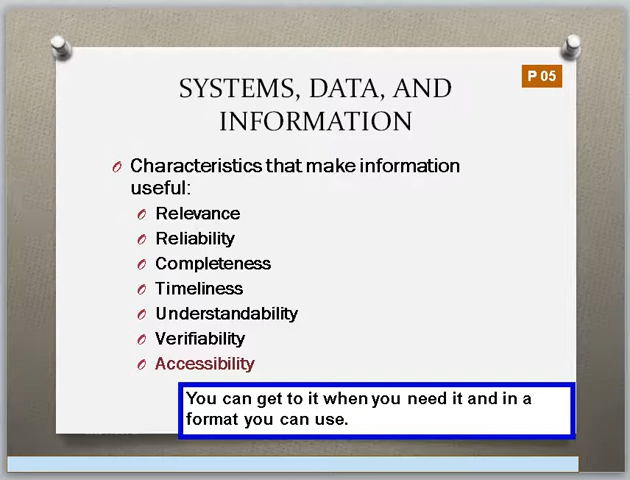 P 05
SYSTEMS, DATA, AND
INFORMATION
Characteristics that make information
useful:
Relevance
Reliability
Completeness
Timeliness
Understandability
Verifiability
Accessibility
You can get to it when you need it and in a
format you can use.